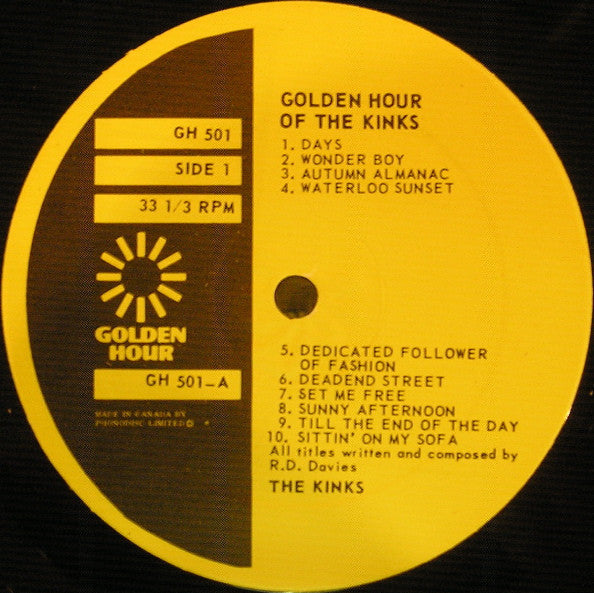 GH 501
SIDE 1
33 1/3 RPM
GOLDEN
HOUR
GH 501-A
MADE IN CANADA BY
PHONODISC LIMITED ©
GOLDEN HOUR
OF THE KINKS
1. DAYS
2. WONDER BOY
3. AUTUMN ALMANAC
4. WATERLOO SUNSET
5. DEDICATED FOLLOWER
OF FASHION
6. DEADEND STREET
7. SET ME FREE
8. SUNNY AFTERNOON
9. TILL THE END OF THE DAY
10. SITTIN' ON MY SOFA
All titles written and composed by
R.D. Davies
THE KINKS